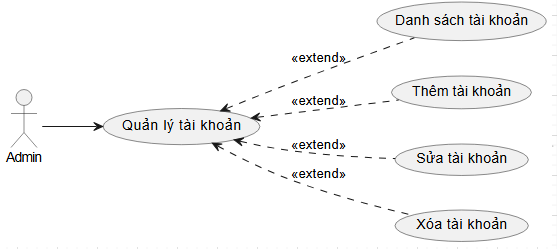 Danh sách tài khoản
«extend»
Thêm tài khoản
«extend»
Quản lý tài khoản
«extend»
Admin
Sửa tài khoản
«extend»
Xóa tài khoản